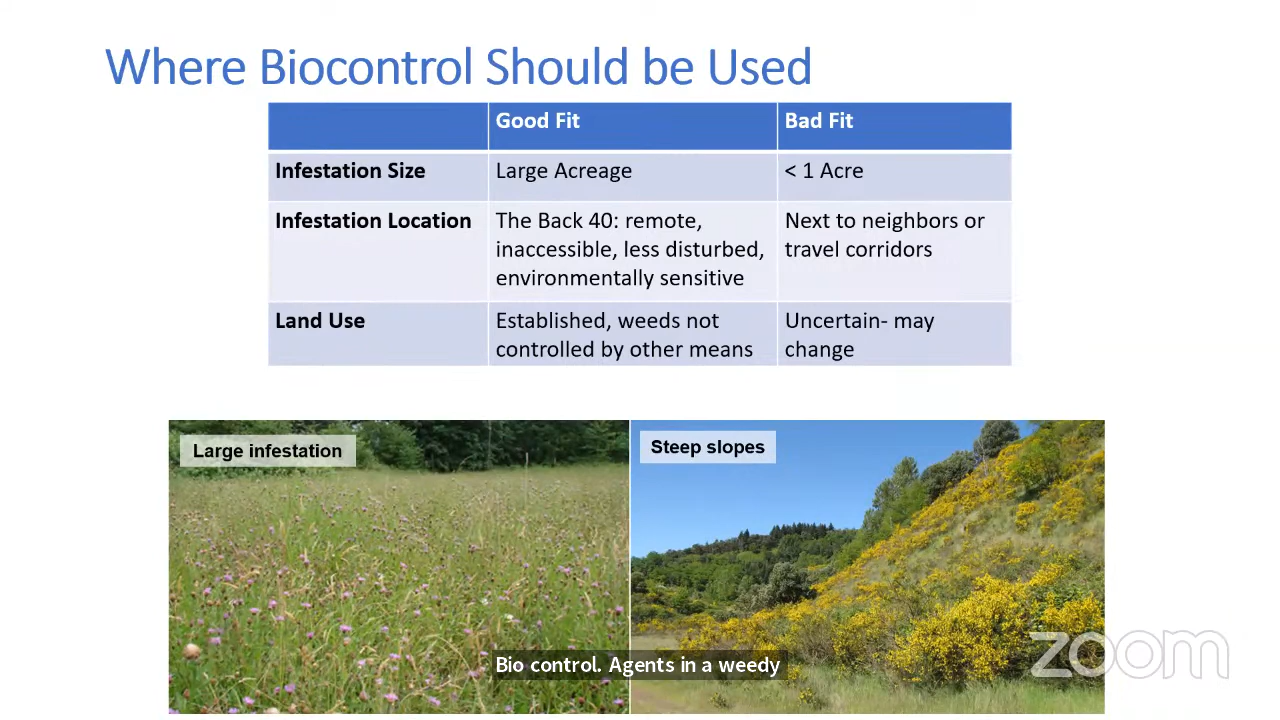 Where Biocontrol Should be Used
Good Fit
Bad Fit
Infestation Size
Large Acreage
< 1 Acre
Infestation Location
The Back 40: remote,
inaccessible, less disturbed,
environmentally sensitive
Next to neighbors or
travel corridors
Land Use
Established, weeds not
controlled by other means
Uncertain- may
change
Large infestation
Steep slopes
Bio control. Agents in a weedy
zoom